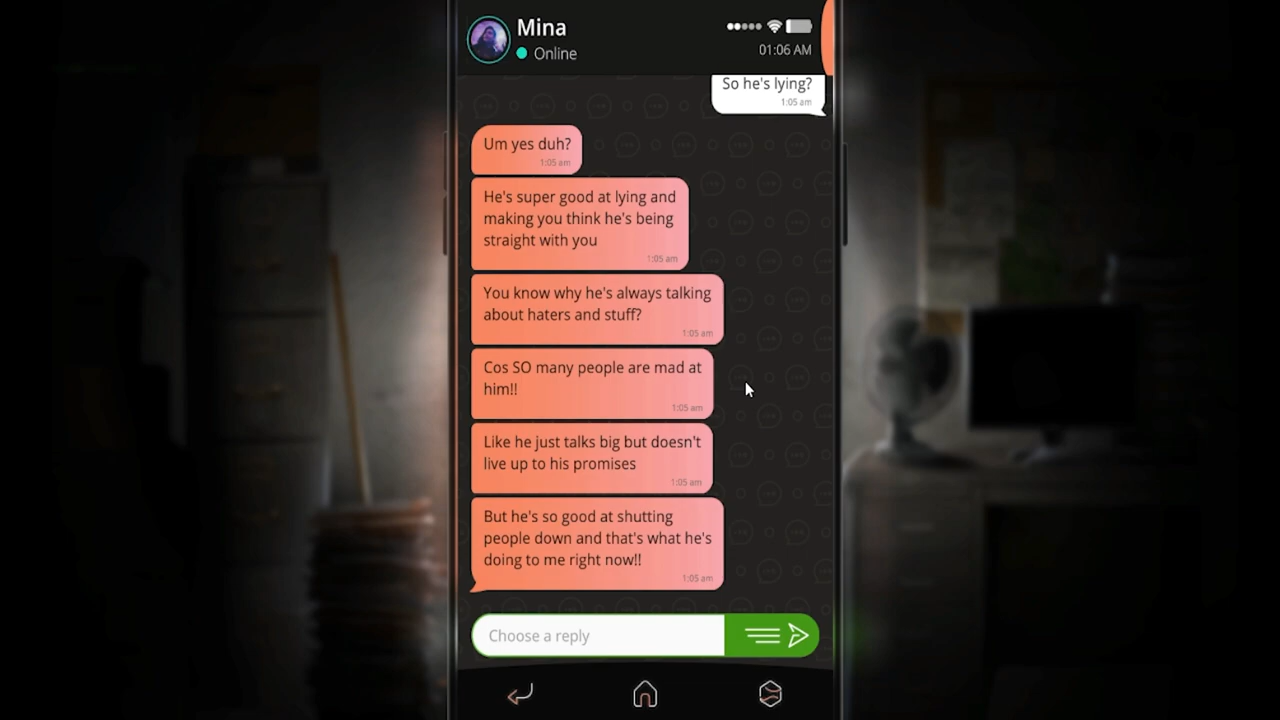 Mina
Online
01:06 AM
So he's lying?
1:05 am
Um yes duh?
1:05 am
He's super good at lying and
making you think he's being
straight with you
1:05 am
You know why he's always talking
about haters and stuff?
1:05 am
Cos SO many people are mad at
him!!
1:05 am
Like he just talks big but doesn't
live up to his promises
1:05 am
But he's so good at shutting
people down and that's what he's
doing to me right now!!
1:05 am
Choose a reply